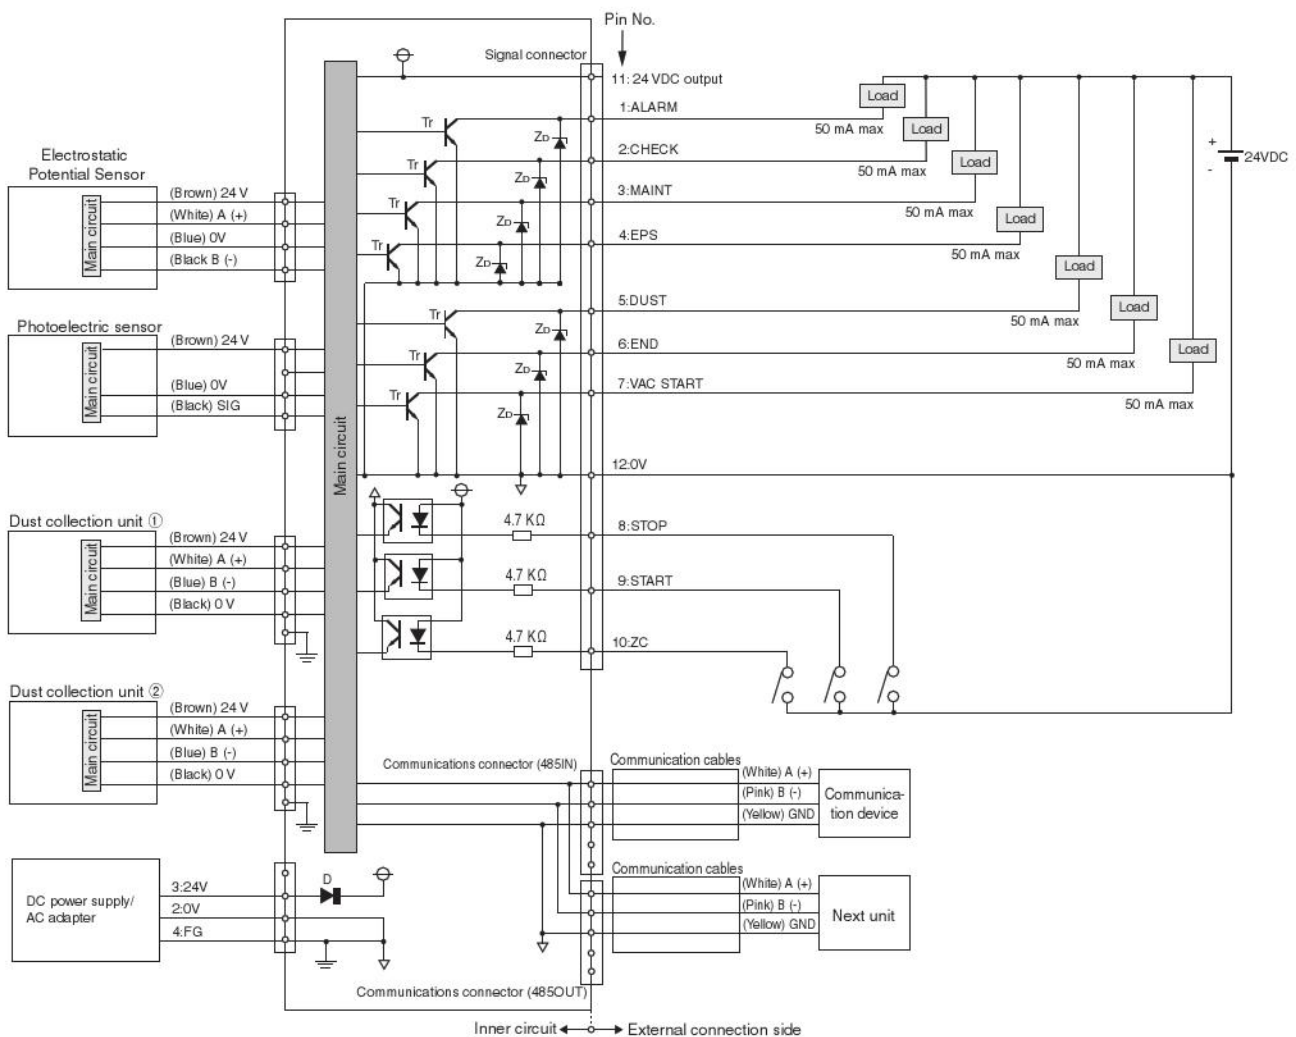 Pin No.
Signal connector
11: 24 VDC output
1:ALARM
Load
50 mA max
Tr
ZD
2:CHECK
Load
50 mA max
Tr
ZD
3:MAINT
Load
50 mA max
Tr
ZD
4:EPS
Load
50 mA max
Tr
ZD
+
-
24VDC
Electrostatic
Potential Sensor
Main circuit
(Brown) 24 V
(White) A (+)
(Blue) 0V
(Black B (-)
5:DUST
Load
50 mA max
Tr
ZD
6:END
Load
50 mA max
Tr
ZD
7:VAC START
Load
50 mA max
Tr
ZD
Photoelectric sensor
Main circuit
(Brown) 24 V
(Blue) 0V
(Black) SIG
Main circuit
12:0V
4.7 KΩ
8:STOP
4.7 KΩ
9:START
4.7 KΩ
10:ZC
Dust collection unit ①
Main circuit
(Brown) 24 V
(White) A (+)
(Blue) B (-)
(Black) 0 V
Dust collection unit ②
Main circuit
(Brown) 24 V
(White) A (+)
(Blue) B (-)
(Black) 0 V
Communications connector (485IN)
Communication cables
(White) A (+)
(Pink) B (-)
(Yellow) GND
Communica-
tion device
DC power supply/
AC adapter
3:24V
2:0V
4:FG
D
Communication cables
(White) A (+)
(Pink) B (-)
(Yellow) GND
Next unit
Communications connector (485OUT)
Inner circuit
External connection side